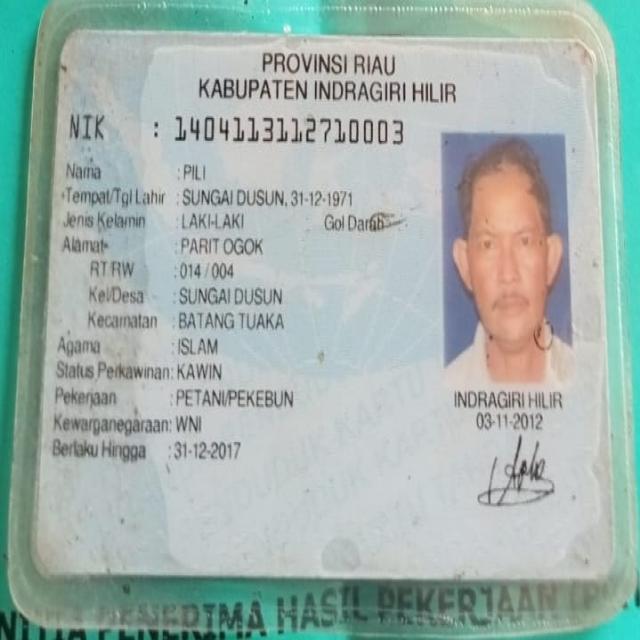 PROVINSI RIAU
KABUPATEN INDRAGIRI HILIR
NIK : 1404113112710003
Nama : PILI
Tempat/Tgl Lahir : SUNGAI DUSUN, 31-12-1971
Jenis Kelamin : LAKI-LAKI Gol Darah
Alamat : PARIT OGOK
RT RW : 014 / 004
Kel/Desa : SUNGAI DUSUN
Kecamatan : BATANG TUAKA
Agama : ISLAM
Status Perkawinan: KAWIN
Pekerjaan : PETANI/PEKEBUN
Kewarganegaraan: WNI
Berlaku Hingga : 31-12-2017
INDRAGIRI HILIR
03-11-2012
PENERIMA HASIL PEKERJAAN